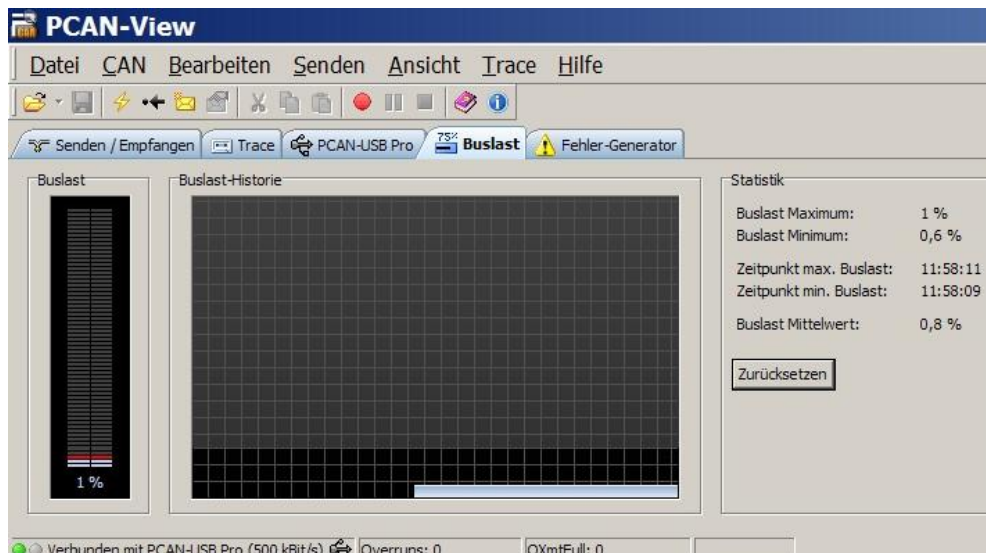 PCAN-View
Datei CAN Bearbeiten Senden Ansicht Trace Hilfe
Senden / Empfangen Trace PCAN-USB Pro 75% Buslast Fehler-Generator
Buslast
1 %
Buslast-Historie
Statistik
Buslast Maximum: 1 %
Buslast Minimum: 0,6 %
Zeitpunkt max. Buslast: 11:58:11
Zeitpunkt min. Buslast: 11:58:09
Buslast Mittelwert: 0,8 %
Zurücksetzen
Verbunden mit PCAN-USB Pro (500 kBit/s) Overruns: 0 QXmtFull: 0